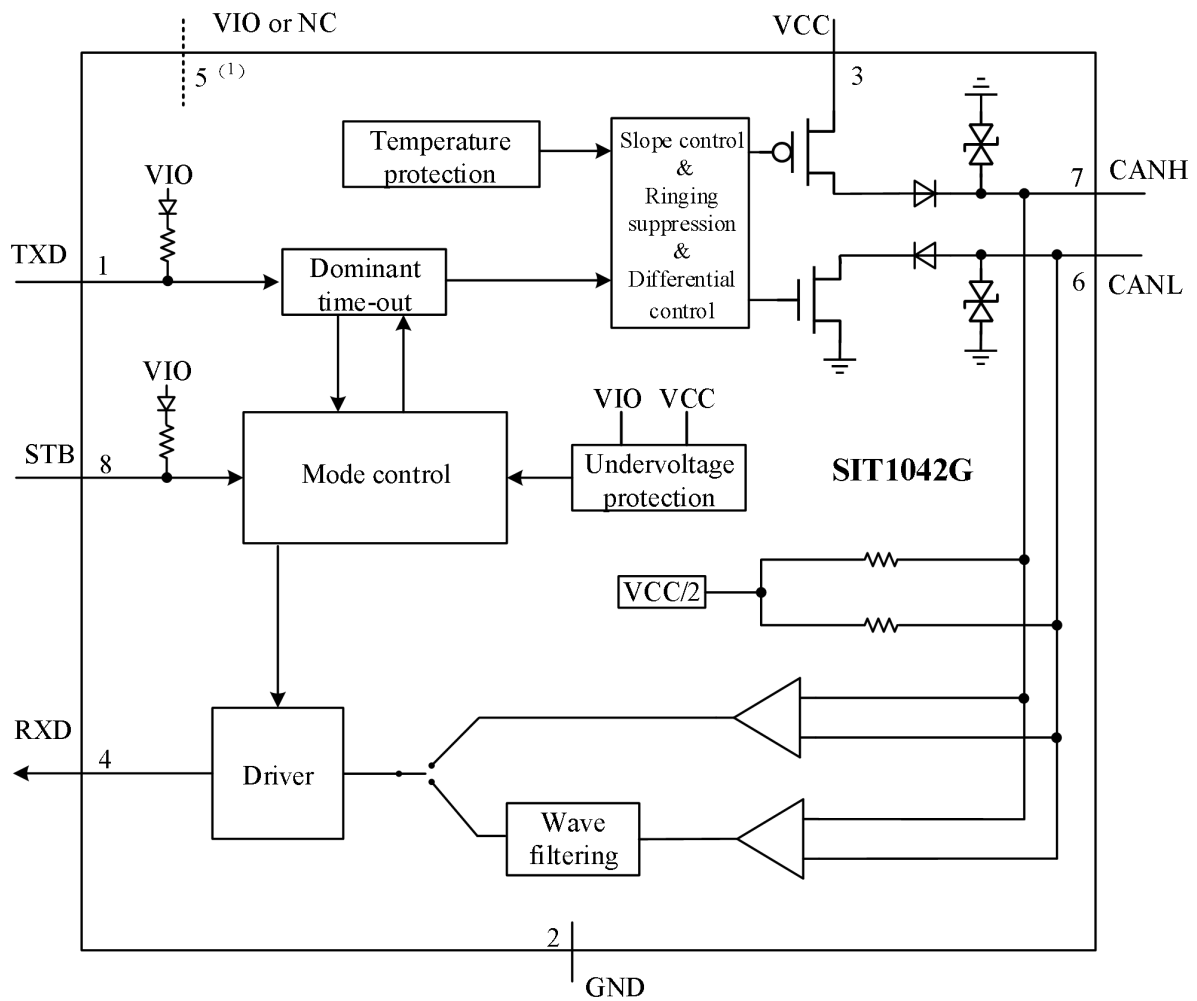 VIO or NC
VCC
5 (1)
3
Temperature
protection
Slope control
&
Ringing
suppression
&
Differential
control
VIO
7
CANH
TXD
1
Dominant
time-out
6
CANL
VIO
VIO
VCC
STB
8
Mode control
Undervoltage
protection
SIT1042G
VCC/2
RXD
4
Driver
Wave
filtering
2
GND